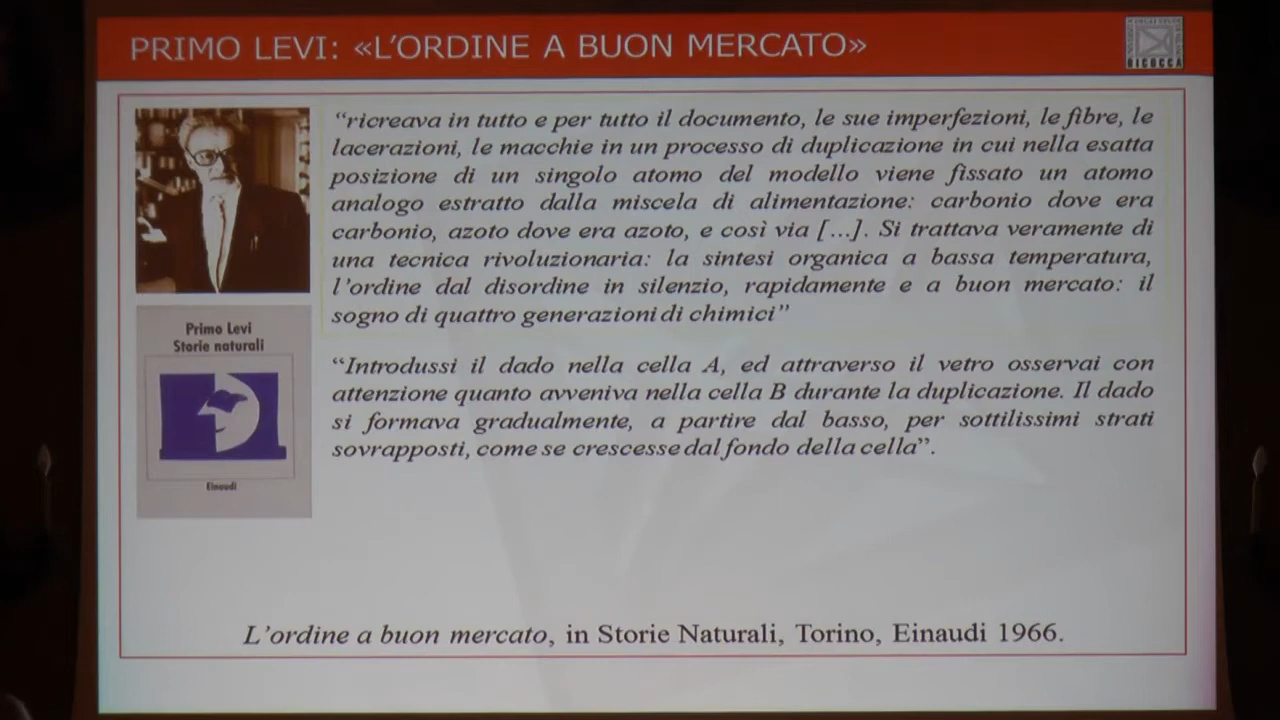 PRIMO LEVI: «L'ORDINE A BUON MERCATO»
BICOCCA
“ricreava in tutto e per tutto il documento, le sue imperfezioni, le fibre, le
lacerazioni, le macchie in un processo di duplicazione in cui nella esatta
posizione di un singolo atomo del modello viene fissato un atomo
analogo estratto dalla miscela di alimentazione: carbonio dove era
carbonio, azoto dove era azoto, e così via [...]. Si trattava veramente di
una tecnica rivoluzionaria: la sintesi organica a bassa temperatura,
l'ordine dal disordine in silenzio, rapidamente e a buon mercato: il
sogno di quattro generazioni di chimici”
Primo Levi
Storie naturali
Einaudi
“Introdussi il dado nella cella A, ed attraverso il vetro osservai con
attenzione quanto avveniva nella cella B durante la duplicazione. Il dado
si formava gradualmente, a partire dal basso, per sottilissimi strati
sovrapposti, come se crescesse dal fondo della cella”.
L'ordine a buon mercato, in Storie Naturali, Torino, Einaudi 1966.